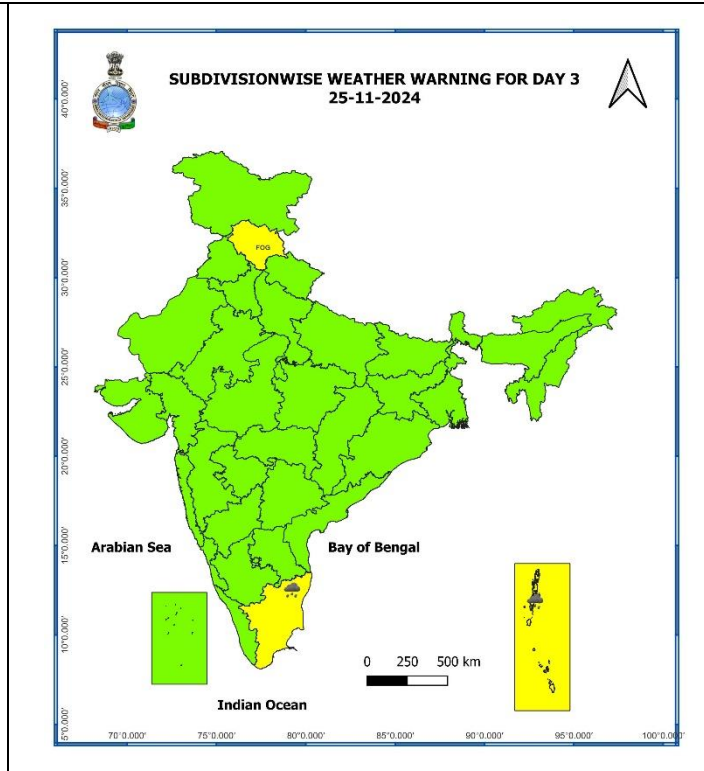 SUBDIVISIONWISE WEATHER WARNING FOR DAY 3
25-11-2024
40°0.000'
35°0.000'
30°0.000'
25°0.000'
20°0.000'
15°0.000'
10°0.000'
5°0.000'
FOG
Arabian Sea
Bay of Bengal
0 250 500 km
Indian Ocean
70°0.000' 75°0.000' 80°0.000' 85°0.000' 90°0.000' 95°0.000' 100°0.000'